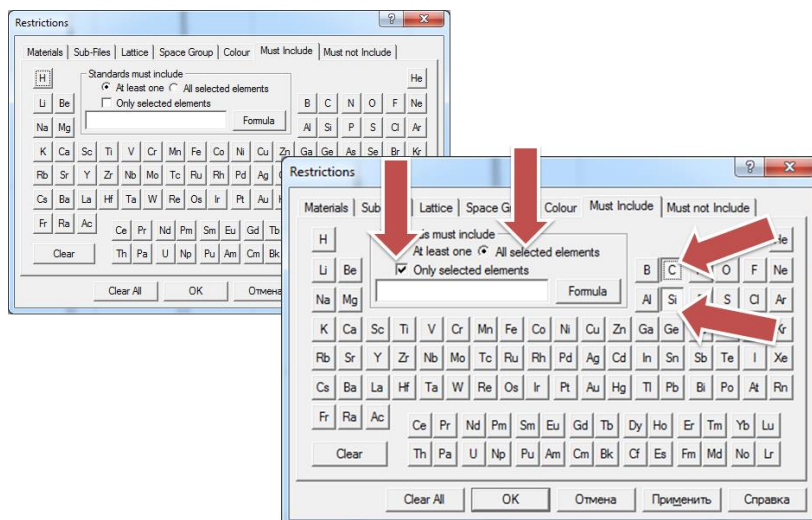 Restrictions
Materials Sub-Files Lattice Space Group Colour Must Include Must not Include
H He
Standards must include
At least one All selected elements
Only selected elements
Li Be B C N O F Ne
Formula
Na Mg Al Si P S Cl Ar
K Ca Sc Ti V Cr Mn Fe Co Ni Cu Zn Ga Ge As Se Br Kr
Rb Sr Y Zr Nb Mo Tc Ru Rh Pd Ag
Cs Ba La Hf Ta W Re Os Ir Pt Au
Fr Ra Ac Ce Pr Nd Pm Sm Eu Gd Tb
Clear Th Pa U Np Pu Am Cm Bk
Clear All OK Отмена
Restrictions
Materials Lattice Space Colour Must Include Must not Include
H He
must include
At least one All selected elements
Only selected elements
Li Be B C O F Ne
Formula
Na Mg Al Si S Cl Ar
K Ca Sc Ti V Cr Mn Fe Co Ni Cu Zn Ga Ge Kr
Rb Sr Y Zr Nb Mo Tc Ru Rh Pd Ag Cd In Sn Sb Te I Xe
Cs Ba La Hf Ta W Re Os Ir Pt Au Hg Tl Pb Bi Po At Rn
Fr Ra Ac Ce Pr Nd Pm Sm Eu Gd Tb Dy Ho Er Tm Yb Lu
Clear Th Pa U Np Pu Am Cm Bk Cf Es Fm Md No Lr
Clear All OK Отмена Применить Справка